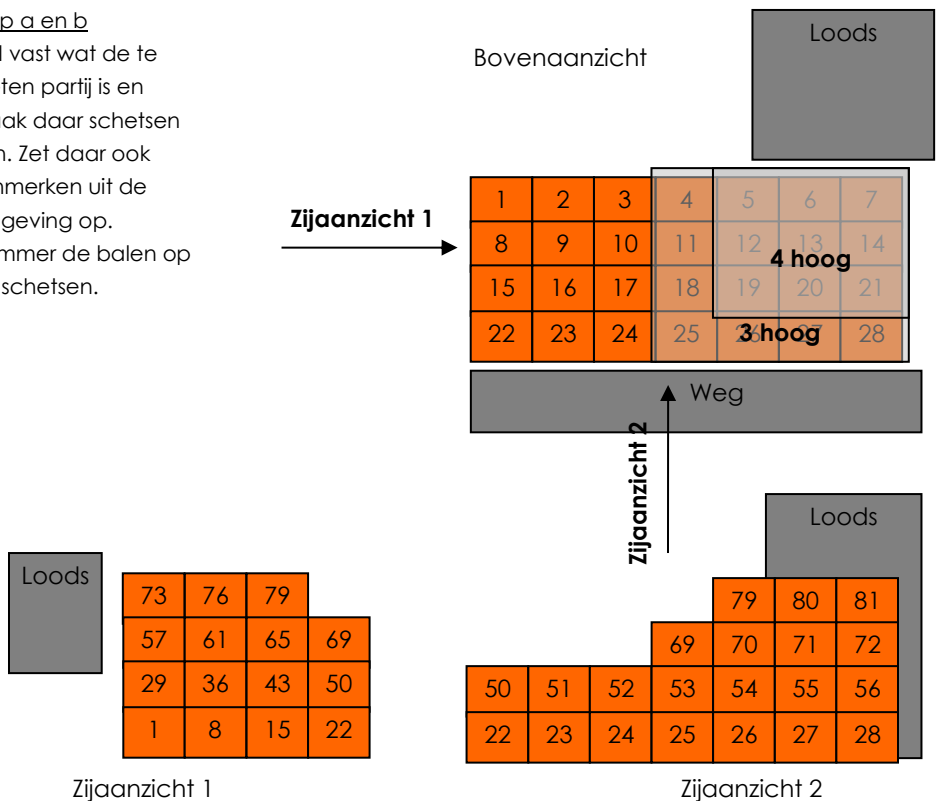 p a en b
vast wat de te
ten partij is en
ak daar schetsen
. Zet daar ook
nmerken uit de
geving op.
mmer de balen op
schetsen.
Bovenaanzicht
Loods
Zijaanzicht 1
1 2 3 4 5 6 7
8 9 10 11 12 13 14
4 hoog
15 16 17 18 19 20 21
22 23 24 25 26 27 28
3 hoog
Weg
Zijaanzicht 2
Loods
73 76 79
57 61 65 69
29 36 43 50
1 8 15 22
Zijaanzicht 1
Loods
79 80 81
69 70 71 72
50 51 52 53 54 55 56
22 23 24 25 26 27 28
Zijaanzicht 2